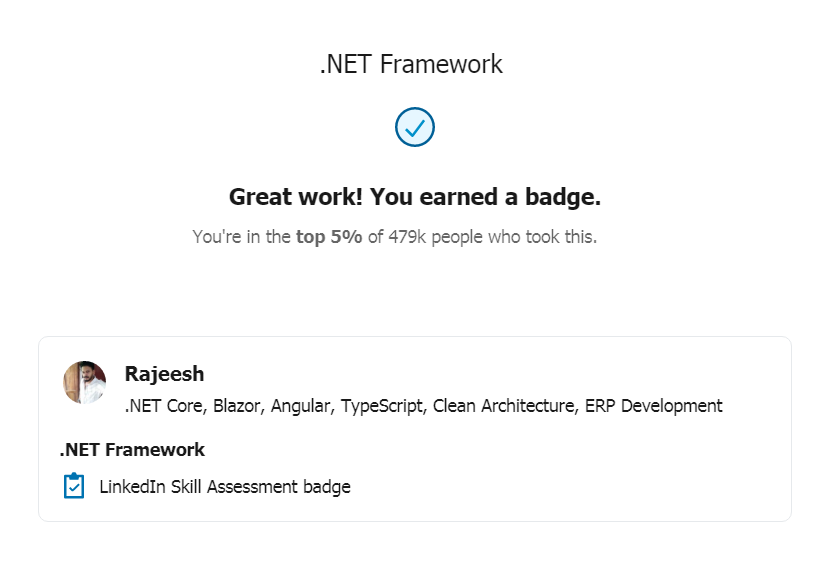 .NET Framework
Great work! You earned a badge.
You're in the top 5% of 479k people who took this.
Rajeesh
.NET Core, Blazor, Angular, TypeScript, Clean Architecture, ERP Development
.NET Framework
LinkedIn Skill Assessment badge